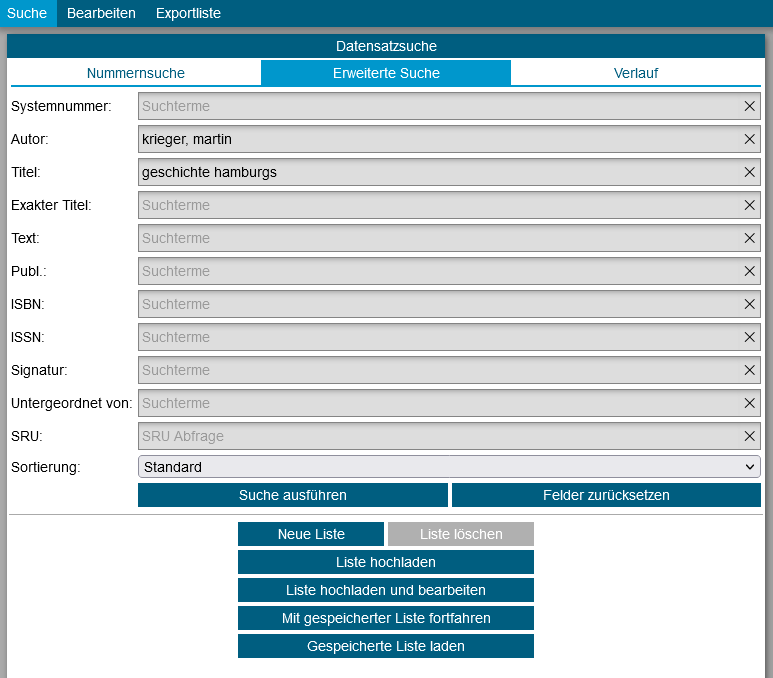 Suche Bearbeiten Exportliste
Datensatzsuche
Nummernsuche Erweiterte Suche Verlauf
Systemnummer: Suchterme
Autor: krieger, martin
Titel: geschichte hamburgs
Exakter Titel: Suchterme
Text: Suchterme
Publ.: Suchterme
ISBN: Suchterme
ISSN: Suchterme
Signatur: Suchterme
Untergeordnet von: Suchterme
SRU: SRU Abfrage
Sortierung: Standard
Suche ausführen Felder zurücksetzen
Neue Liste Liste löschen
Liste hochladen
Liste hochladen und bearbeiten
Mit gespeicherter Liste fortfahren
Gespeicherte Liste laden